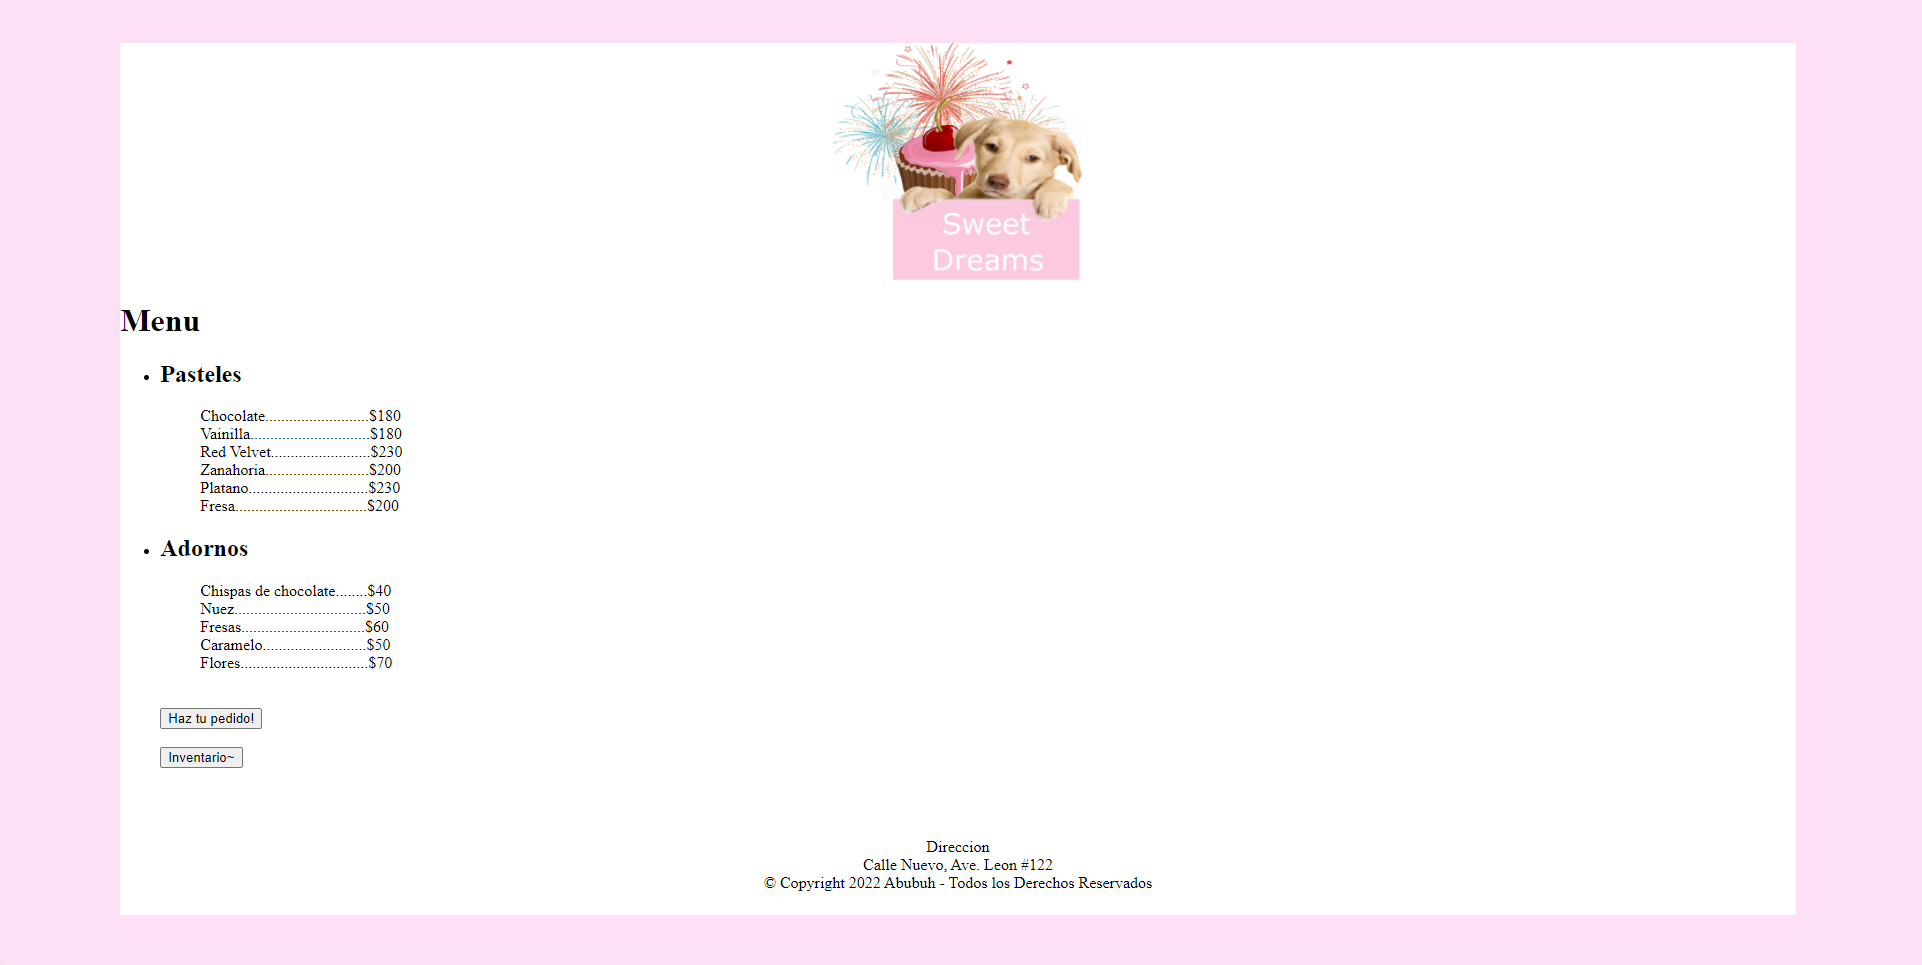 Sweet
Dreams
Menu
Pasteles
Chocolate..........................$180
Vainilla..............................$180
Red Velvet.........................$230
Zanahoria..........................$200
Platano..............................$230
Fresa.................................$200
Adornos
Chispas de chocolate........$40
Nuez.................................$50
Fresas...............................$60
Caramelo..........................$50
Flores................................$70
Haz tu pedido!
Inventario~
Direccion
Calle Nuevo, Ave. Leon #122
© Copyright 2022 Abubuh - Todos los Derechos Reservados